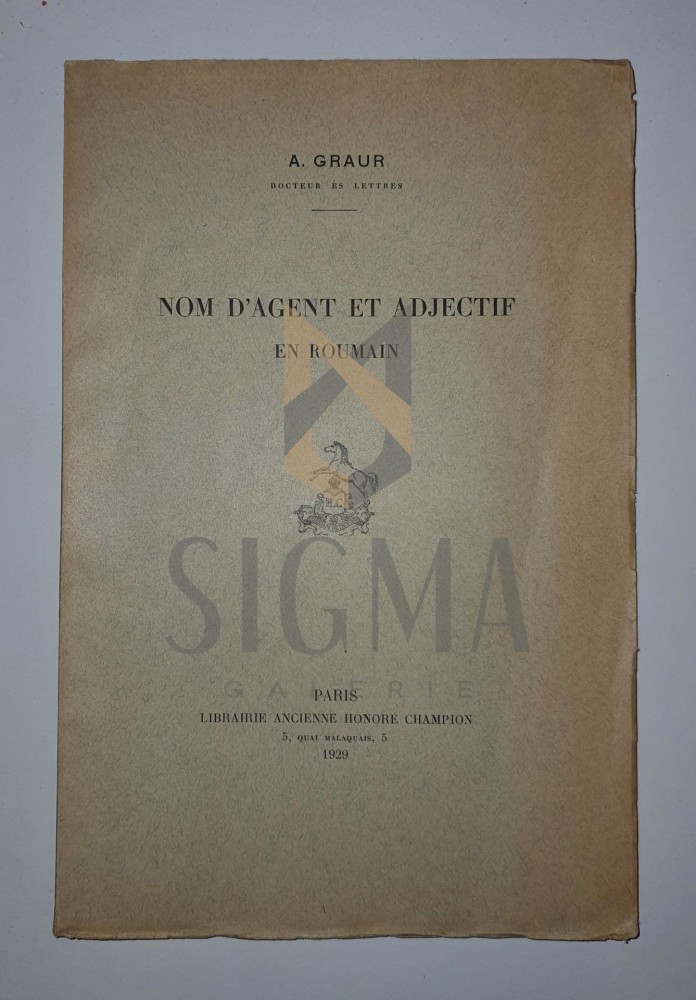 A. GRAUR
DOCTEUR ÈS LETTRES
NOM D'AGENT ET ADJECTIF
EN ROUMAIN
H.C
SIGMA
GALERIE
PARIS
LIBRAIRIE ANCIENNE HONORÉ CHAMPION
5, QUAI MALAQUAIS, 5
1929